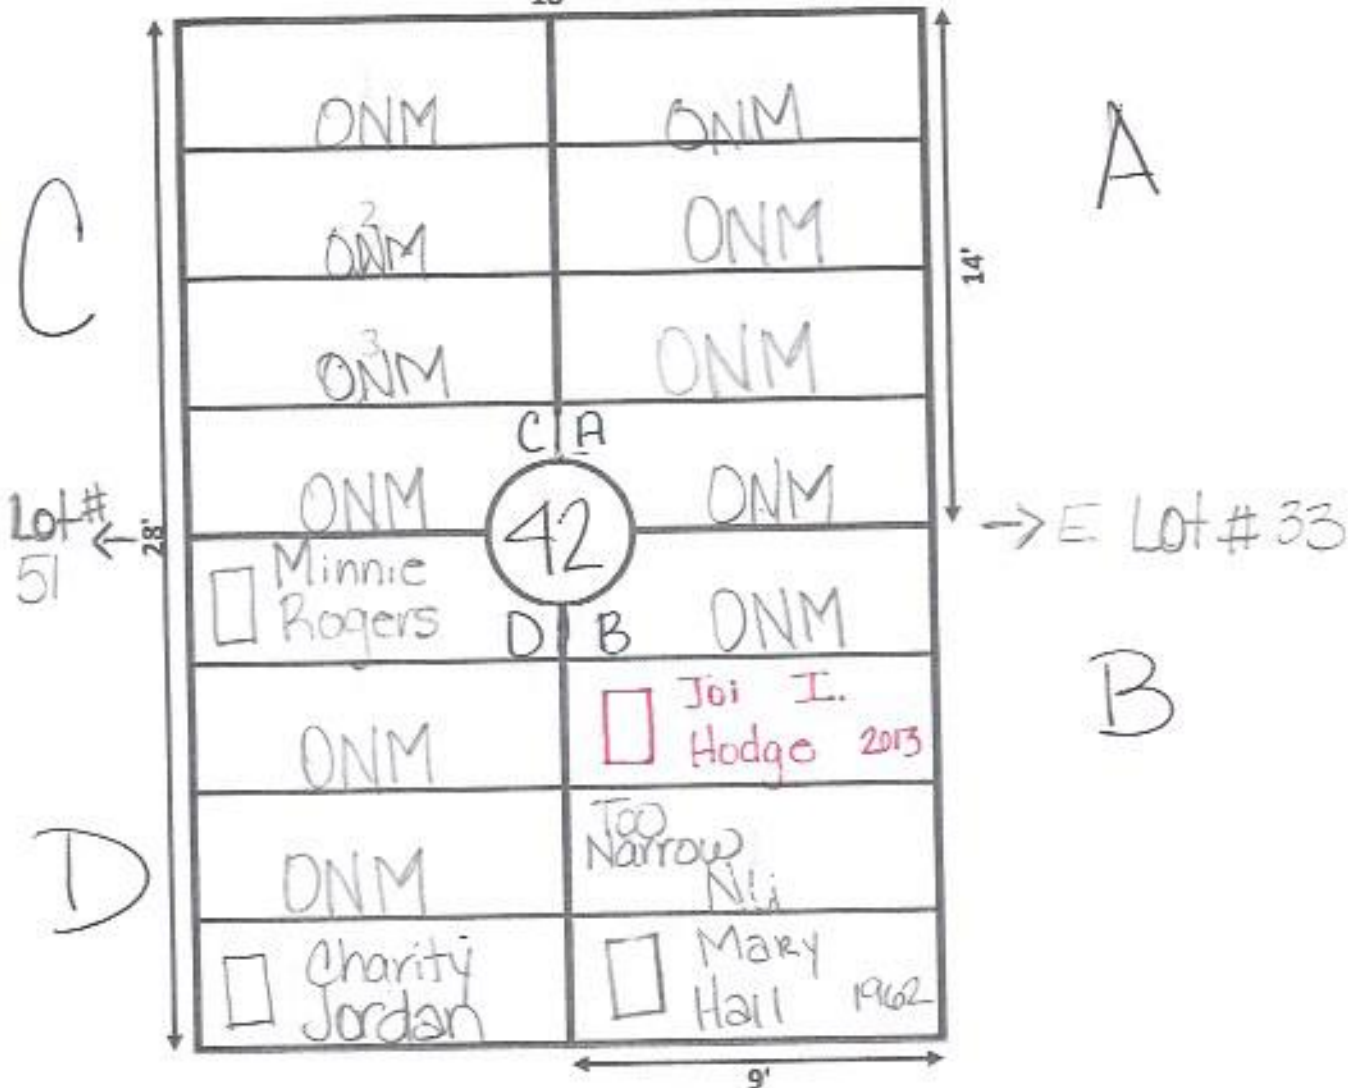 ONM ONM
A
C
2
ONM ONM
14'
3
ONM ONM
C A
ONM ONM
42
Lot#
51
28'
→ E. Lot # 33
Minnie
Rogers
ONM
D B
B
ONM
Joi I.
Hodge 2013
D
ONM
Too
Narrow
Charity
Jordan
Mary
Hall 1962
9'